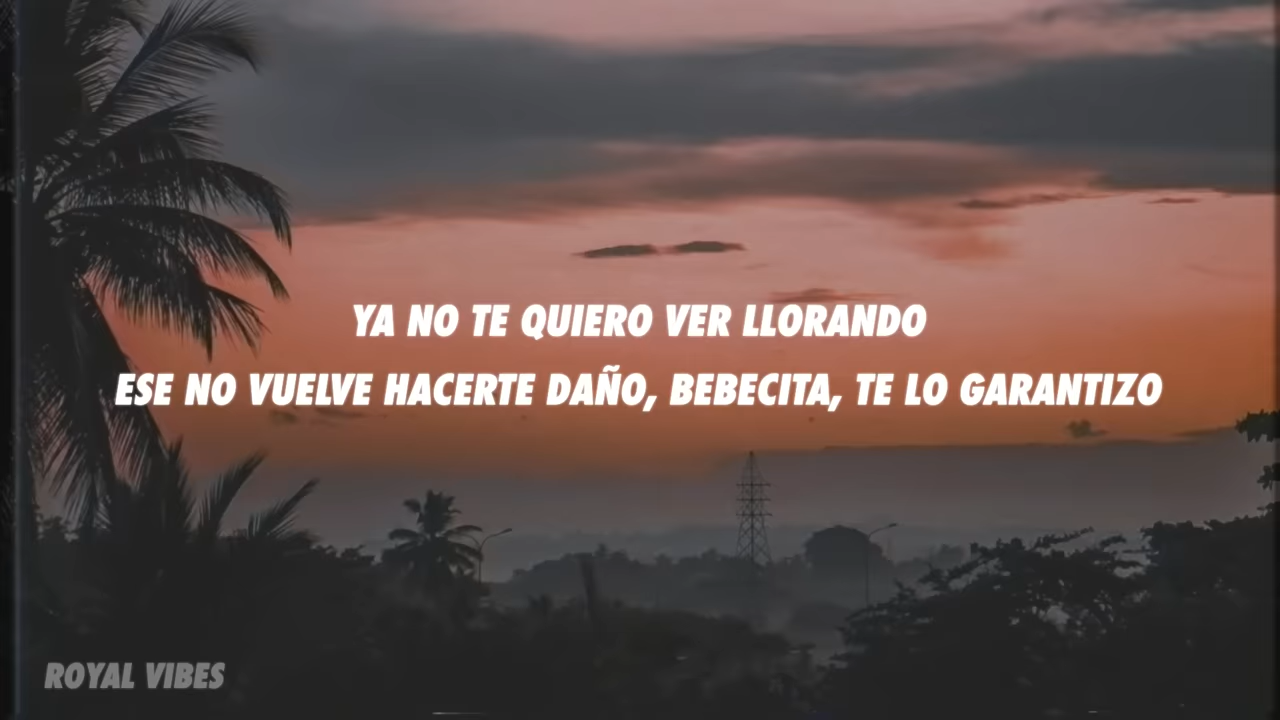 YA NO TE QUIERO VER LLORANDO
ESE NO VUELVE HACERTE DAÑO, BEBECITA, TE LO GARANTIZO
ROYAL VIBES